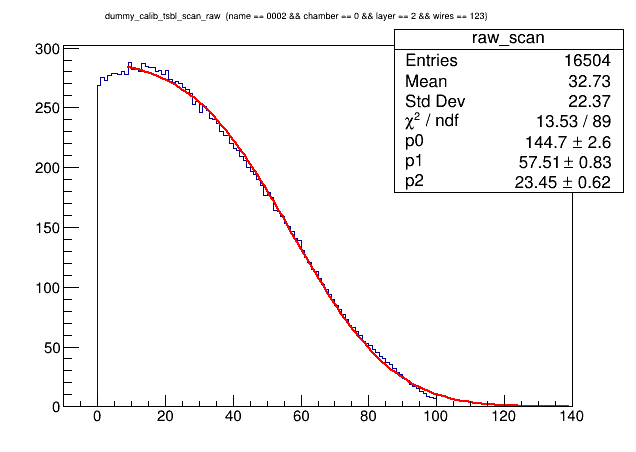 dummy_calib_tsbl_scan_raw (name == 0002 && chamber == 0 && layer == 2 && wires == 123)
raw_scan
Entries 16504
Mean 32.73
Std Dev 22.37
χ² / ndf 13.53 / 89
p0 144.7 ± 2.6
p1 57.51 ± 0.83
p2 23.45 ± 0.62
300
250
200
150
100
50
0
0 20 40 60 80 100 120 140